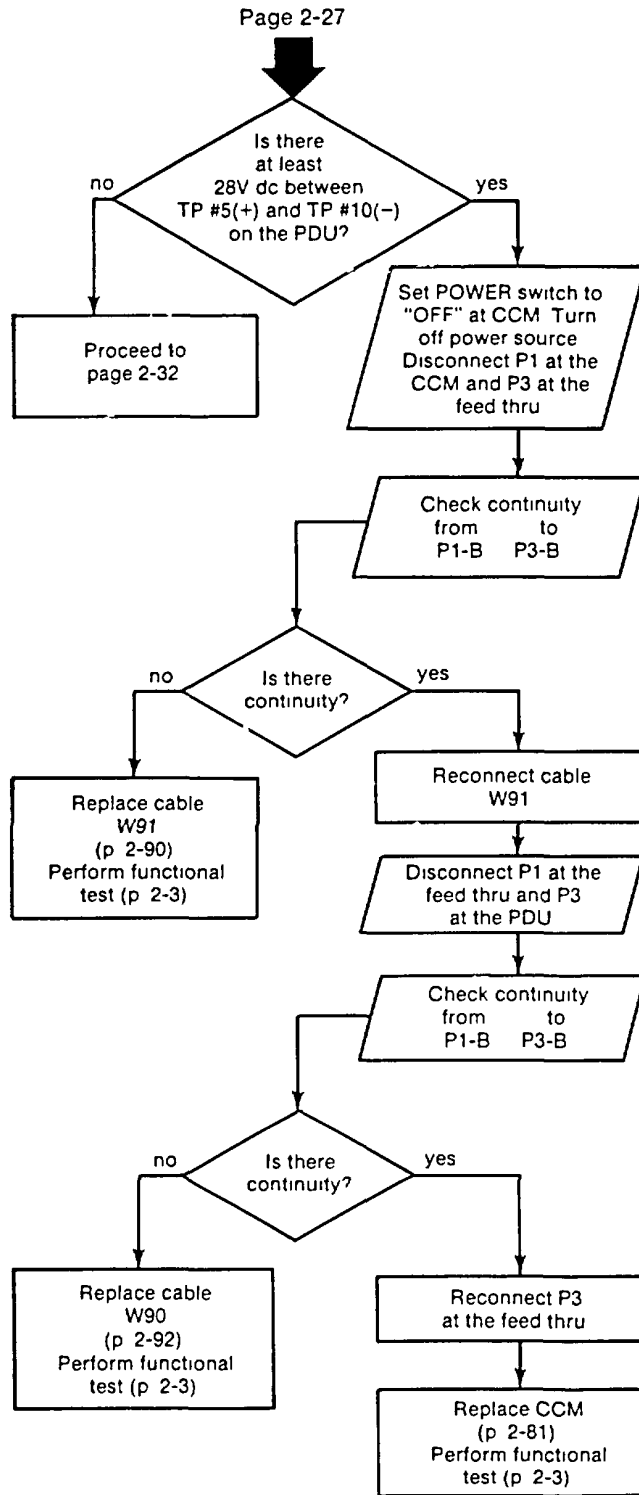 Page 2-27
Is there
at least
28V dc between
TP #5(+) and TP #10(−)
on the PDU?
no
yes
Proceed to
page 2-32
Set POWER switch to
"OFF" at CCM Turn
off power source
Disconnect P1 at the
CCM and P3 at the
feed thru
Check continuity
from to
P1-B P3-B
Is there
continuity?
no
yes
Replace cable
W91
(p 2-90)
Perform functional
test (p 2-3)
Reconnect cable
W91
Disconnect P1 at the
feed thru and P3
at the PDU
Check continuity
from to
P1-B P3-B
Is there
continuity?
no
yes
Replace cable
W90
(p 2-92)
Perform functional
test (p 2-3)
Reconnect P3
at the feed thru
Replace CCM
(p 2-81)
Perform functional
test (p 2-3)